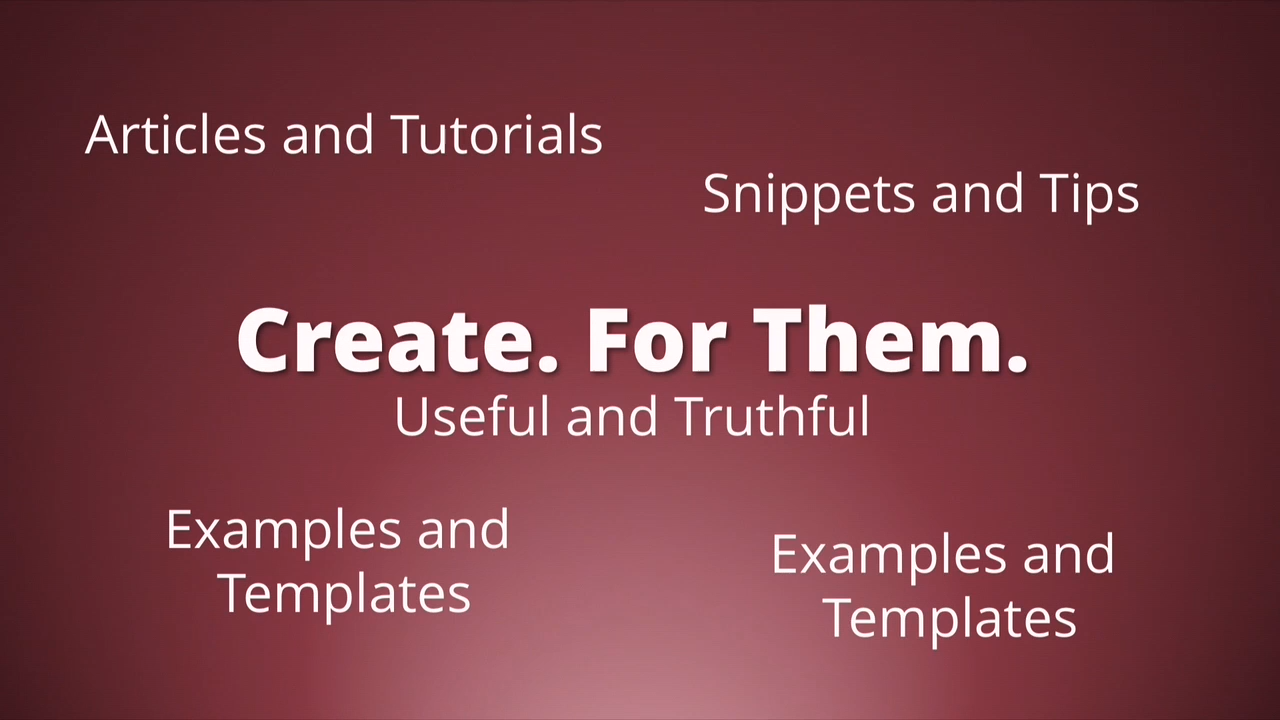 Articles and Tutorials
Snippets and Tips
Create. For Them.
Useful and Truthful
Examples and
Templates
Examples and
Templates